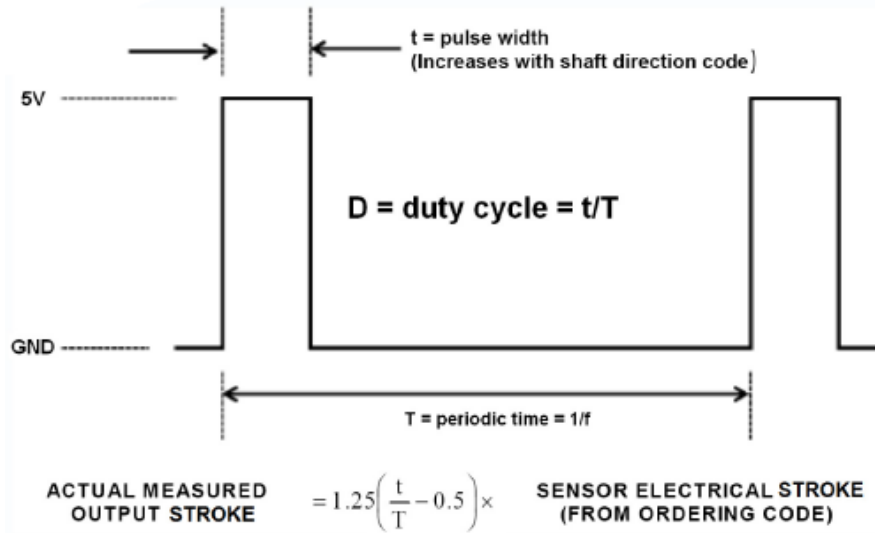 t = pulse width
(Increases with shaft direction code)
5V
D = duty cycle = t/T
GND
T = periodic time = 1/f
ACTUAL MEASURED
OUTPUT STROKE
= 1.25(t/T − 0.5) ×
SENSOR ELECTRICAL STROKE
(FROM ORDERING CODE)